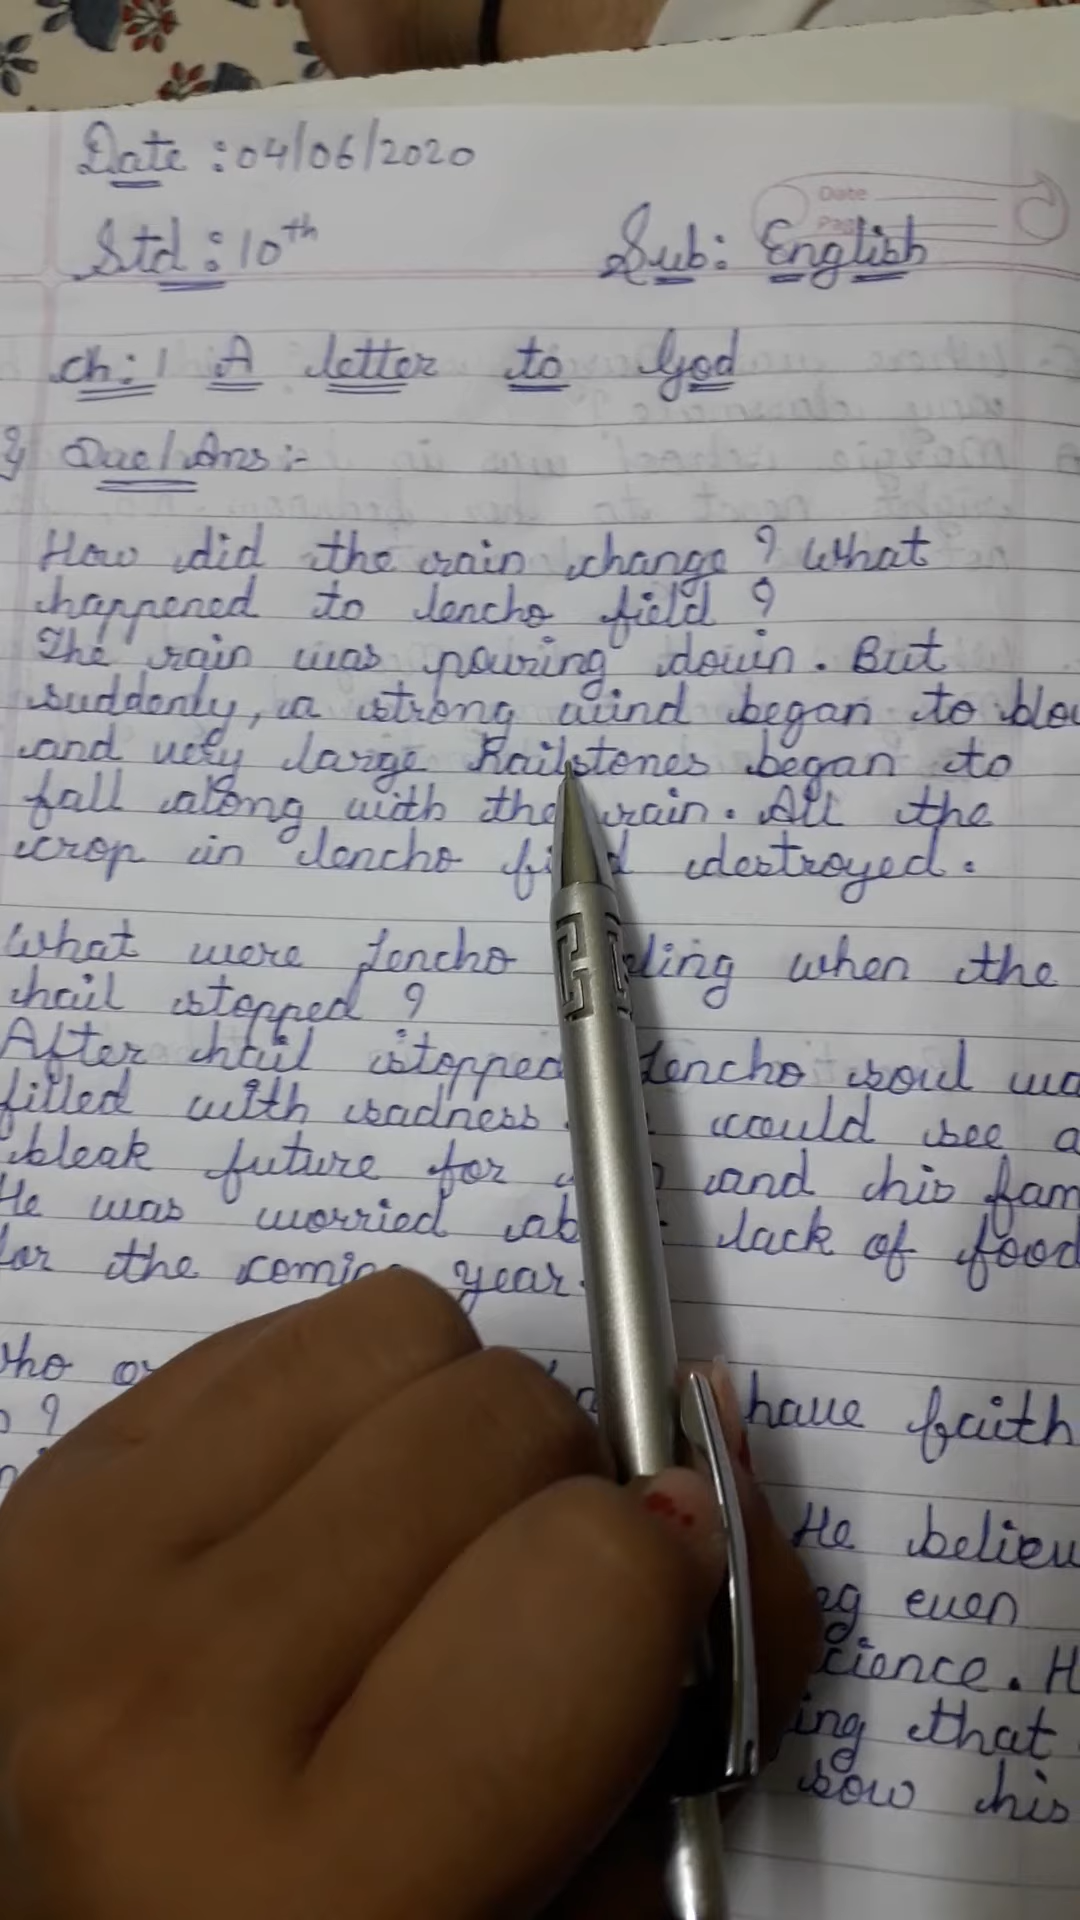 Date : 04/06/2020
Date
Std : 10th Sub : English
Ch : 1 A letter to God
Que/Ans :-
How did the rain change ? What
happened to lencho field ?
The rain was pouring down. But
suddenly, a strong wind began to
and very large Hailstones began to
fall along with the rain. All the
crop in lencho destroyed.
What were lencho when the
hail stopped ?
After hail stopped lencho soul
filled with sadness. could see a
bleak future for and his
He was worried lack of food
for the coming year.
have faith
?
He
even
. H
that
sow his